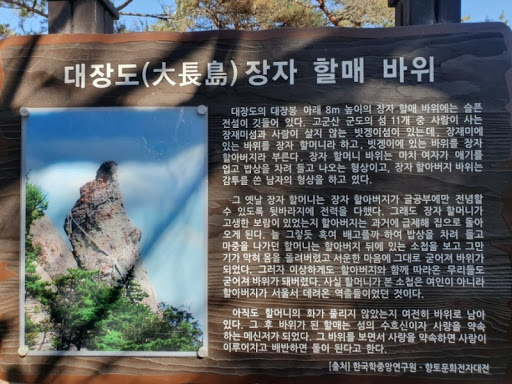 대장도(大長島) 장자 할매 바위
대장도의 대장봉 아래 8m 높이의 장자 할매 바위에는 슬픈
전설이 깃들어 있다. 고군산 군도의 섬 11개 중 사람이 사는
장재미섬과 사람이 살지 않는 빗겡이섬이 있는데, 장재미에
있는 바위를 장자 할머니라 하고, 빗겡이에 있는 바위를 장자
할아버지라 부른다. 장자 할머니 바위는 마치 여자가 애기를
업고 밥상을 차려 들고 나오는 형상이고, 장자 할아버지 바위는
감투를 쓴 남자의 형상을 하고 있다.
그 옛날 장자 할머니는 장자 할아버지가 글공부에만 전념할
수 있도록 뒷바라지에 전력을 다했다. 그래도 장자 할머니가
고생한 보람이 있었는지 할아버지는 과거에 급제해 집으로 돌아
오게 된다. 늘 그랬듯 혹여 배고플까 하여 밥상을 차려 들고
마중을 나가던 할머니는 할아버지 뒤에 있는 소첩을 보고 그만
기가 막혀 몸을 돌려버렸고 서운한 마음에 그대로 굳어져 바위가
되었다. 그러자 이상하게도 할아버지와 함께 따라온 무리들도
굳어져 바위가 돼버렸다. 사실 할머니가 본 소첩은 여인이 아니라
할아버지가 서울서 데려온 역졸들이었던 것이다.
아직도 할머니의 화가 풀리지 않았는지 여전히 바위로 남아
있다. 그 후 바위가 된 할매는 섬의 수호신이자 사랑을 약속
하는 메신저가 되었다. 그 바위를 보면서 사랑을 약속하면 사랑이
이루어지고 배반하면 돌이 된다고 한다.
[출처] 한국학중앙연구원 · 향토문화전자대전